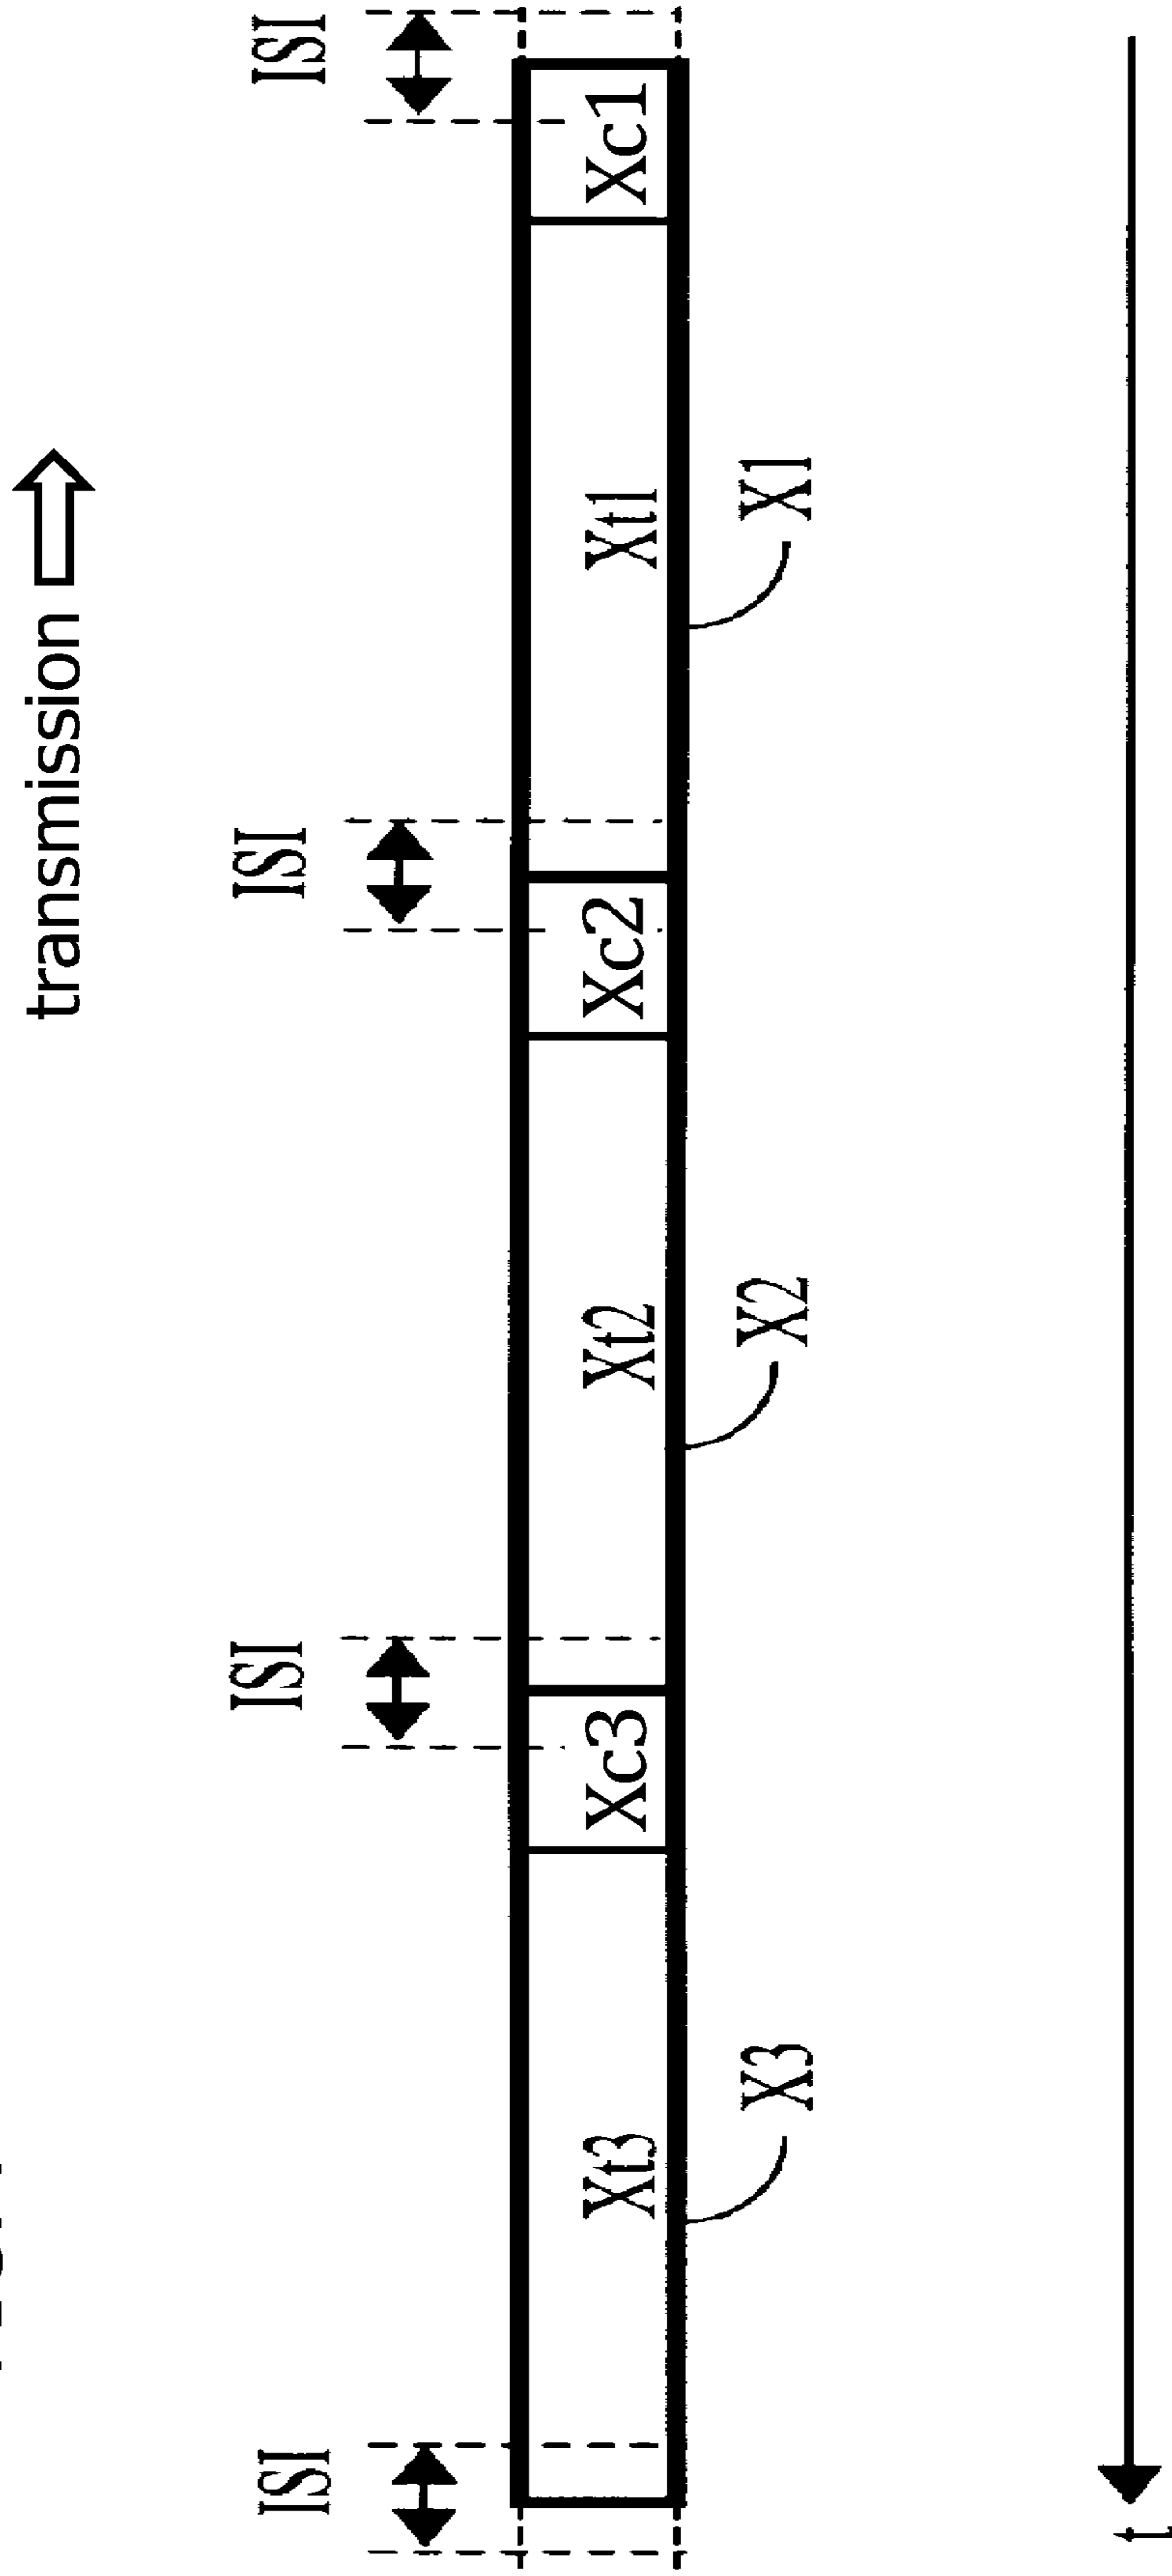 transmission
ISI
ISI
ISI
ISI
Xt3
Xc3
Xt2
Xc2
Xt1
Xc1
X3
X2
X1
t